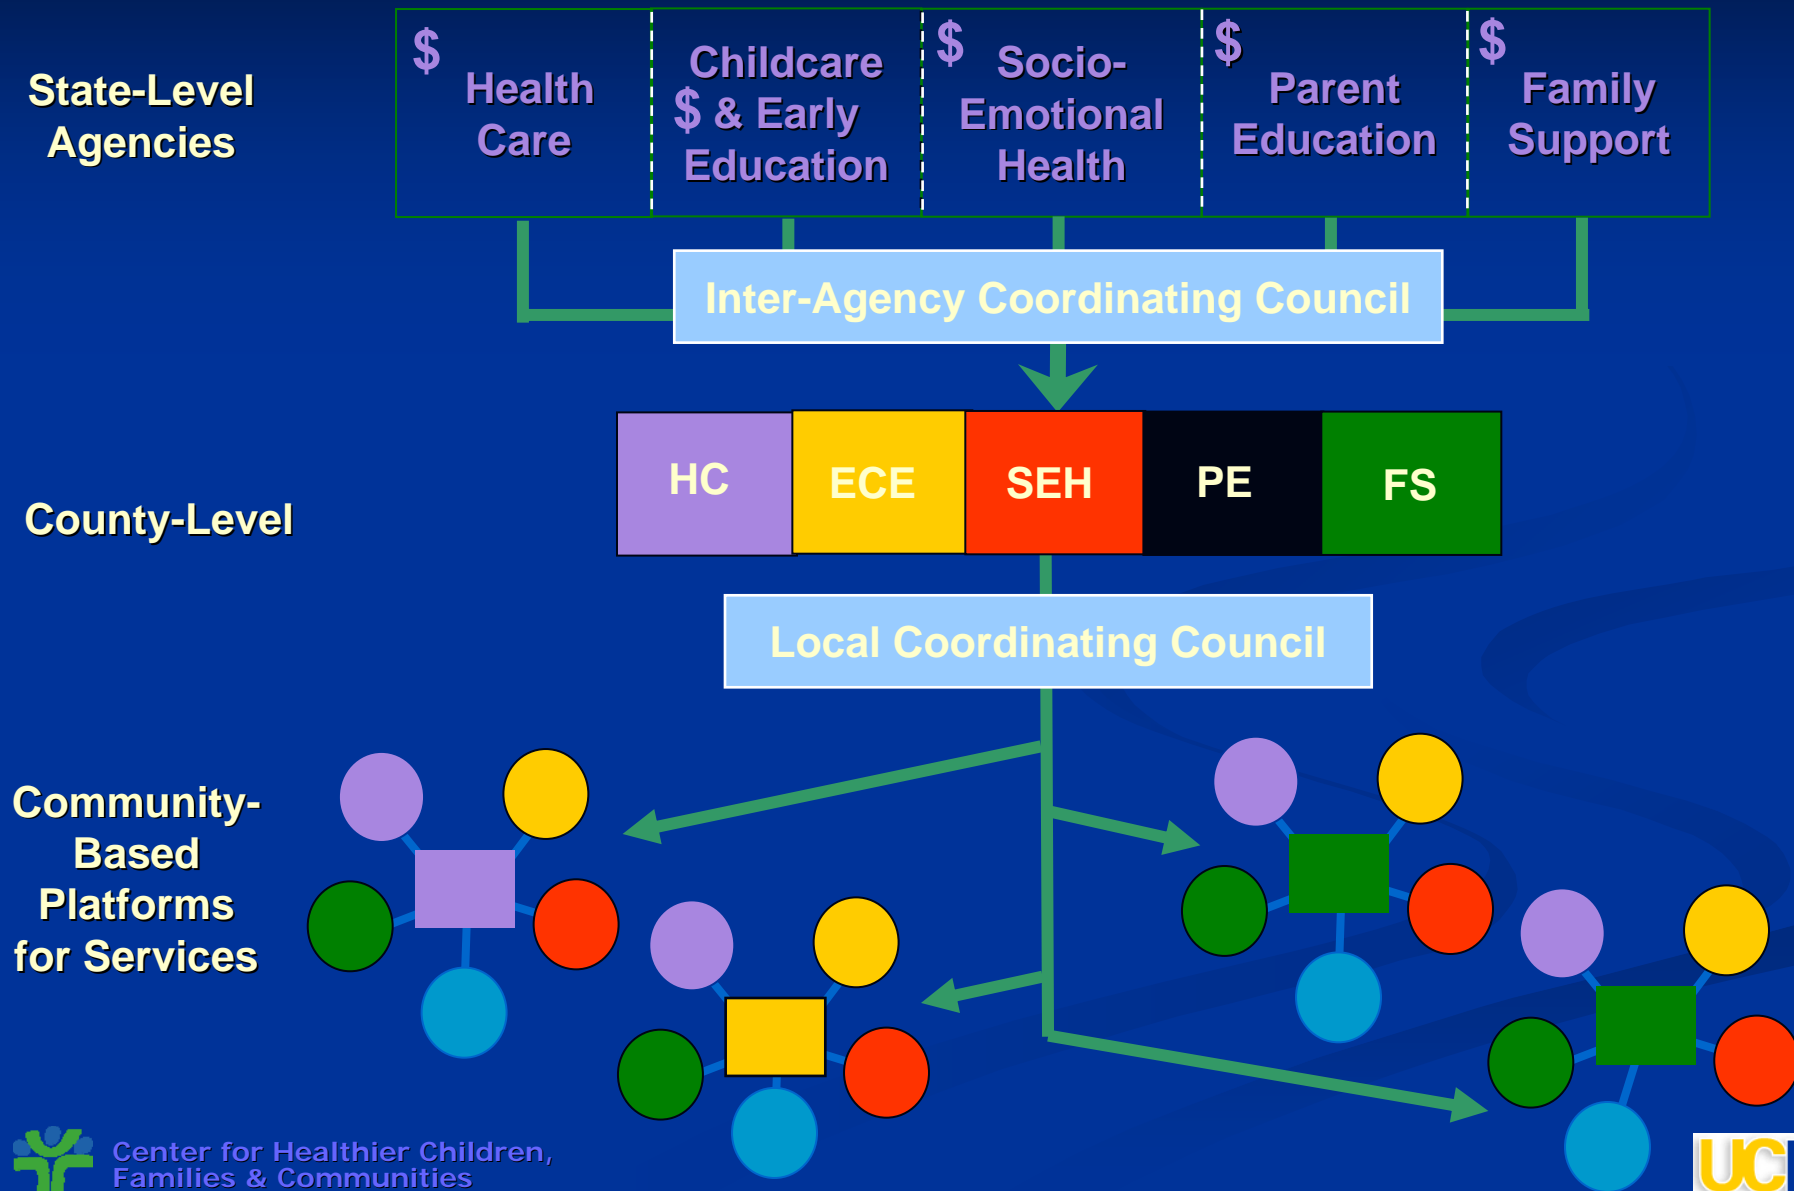 State-Level
Agencies
$
Health
Care
Childcare
$ & Early
Education
$
Socio-
Emotional
Health
$
Parent
Education
$
Family
Support
Inter-Agency Coordinating Council
HC
ECE
SEH
PE
FS
County-Level
Local Coordinating Council
Community-
Based
Platforms
for Services
Center for Healthier Children,
Families & Communities
UC